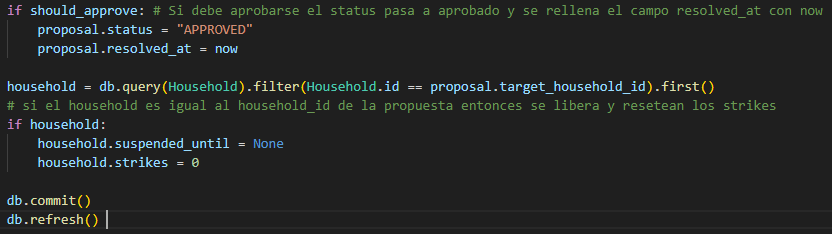 if should_approve: # Si debe aprobarse el status pasa a aprobado y se rellena el campo resolved_at con now
    proposal.status = "APPROVED"
    proposal.resolved_at = now

household = db.query(Household).filter(Household.id == proposal.target_household_id).first()
# si el household es igual al household_id de la propuesta entonces se libera y resetean los strikes
if household:
    household.suspended_until = None
    household.strikes = 0

db.commit()
db.refresh()